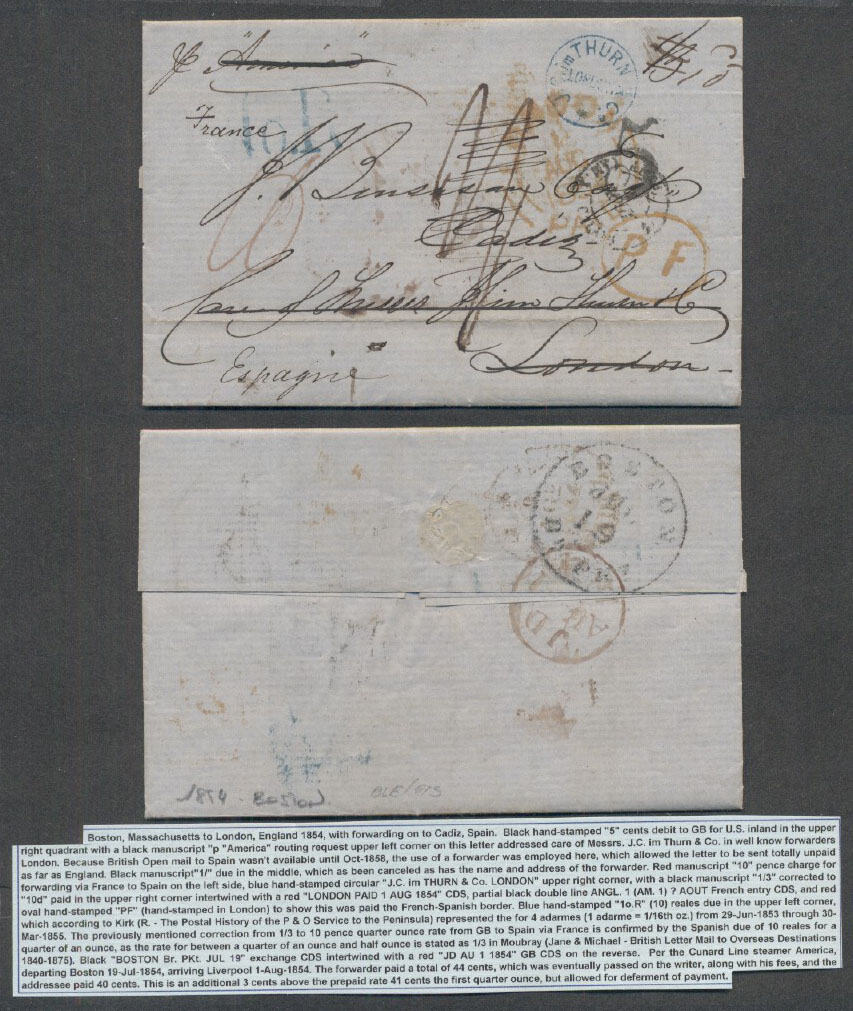 p "America"
France
J.
Cadiz
London
Espagne
THURN
PF
BOSTON
JD
1854 - Boston
Boston, Massachusetts to London, England 1854, with forwarding on to Cadiz, Spain. Black hand-stamped "5" cents debit to GB for U.S. inland in the upper
right quadrant with a black manuscript "p "America" routing request upper left corner on this letter addressed care of Messrs. J.C. im Thurn & Co. in well know forwarders
London. Because British Open mail to Spain wasn't available until Oct-1858, the use of a forwarder was employed here, which allowed the letter to be sent totally unpaid
as far as England. Black manuscript"1/" due in the middle, which as been canceled as has the name and address of the forwarder. Red manuscript "10" pence charge for
forwarding via France to Spain on the left side, blue hand-stamped circular "J.C. im THURN & Co. LONDON" upper right corner, with a black manuscript "1/3" corrected to
"10d" paid in the upper right corner intertwined with a red "LONDON PAID 1 AUG 1854" CDS, partial black double line ANGL. 1 (AM. 1) ? AOUT French entry CDS, and red
oval hand-stamped "PF" (hand-stamped in London) to show this was paid the French-Spanish border. Blue hand-stamped "1o.R" (10) reales due in the upper left corner,
which according to Kirk (R. - The Postal History of the P & O Service to the Peninsula) represented the for 4 adarmes (1 adarme = 1/16th oz.) from 29-Jun-1853 through 30-
Mar-1855. The previously mentioned correction from 1/3 to 10 pence quarter ounce rate from GB to Spain via France is confirmed by the Spanish due of 10 reales for a
quarter of an ounce, as the rate for between a quarter of an ounce and half ounce is stated as 1/3 in Moubray (Jane & Michael - British Letter Mail to Overseas Destinations
1840-1875). Black "BOSTON Br. PKt. JUL 19" exchange CDS intertwined with a red "JD AU 1 1854" GB CDS on the reverse. Per the Cunard Line steamer America,
departing Boston 19-Jul-1854, arriving Liverpool 1-Aug-1854. The forwarder paid a total of 44 cents, which was eventually passed on the writer, along with his fees, and the
addressee paid 40 cents. This is an additional 3 cents above the prepaid rate 41 cents the first quarter ounce, but allowed for deferment of payment.